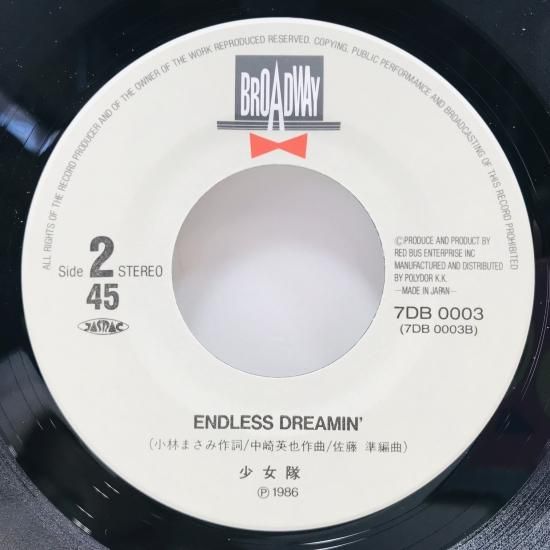 ALL RIGHTS OF THE RECORD PRODUCER AND OF THE OWNER OF THE WORK REPRODUCED RESERVED. COPYING, PUBLIC PERFORMANCE AND BROADCASTING OF THIS RECORD PROHIBITED
BROADWAY
Side 2 STEREO
45
JASRAC
©PRODUCE AND PRODUCT BY
RED BUS ENTERPRISE INC
MANUFACTURED AND DISTRIBUTED
BY POLYDOR K.K.
—MADE IN JAPAN—
7DB 0003
(7DB 0003B)
ENDLESS DREAMIN'
(小林まさみ作詞/中崎英也作曲/佐藤 準編曲)
少女隊
℗ 1986